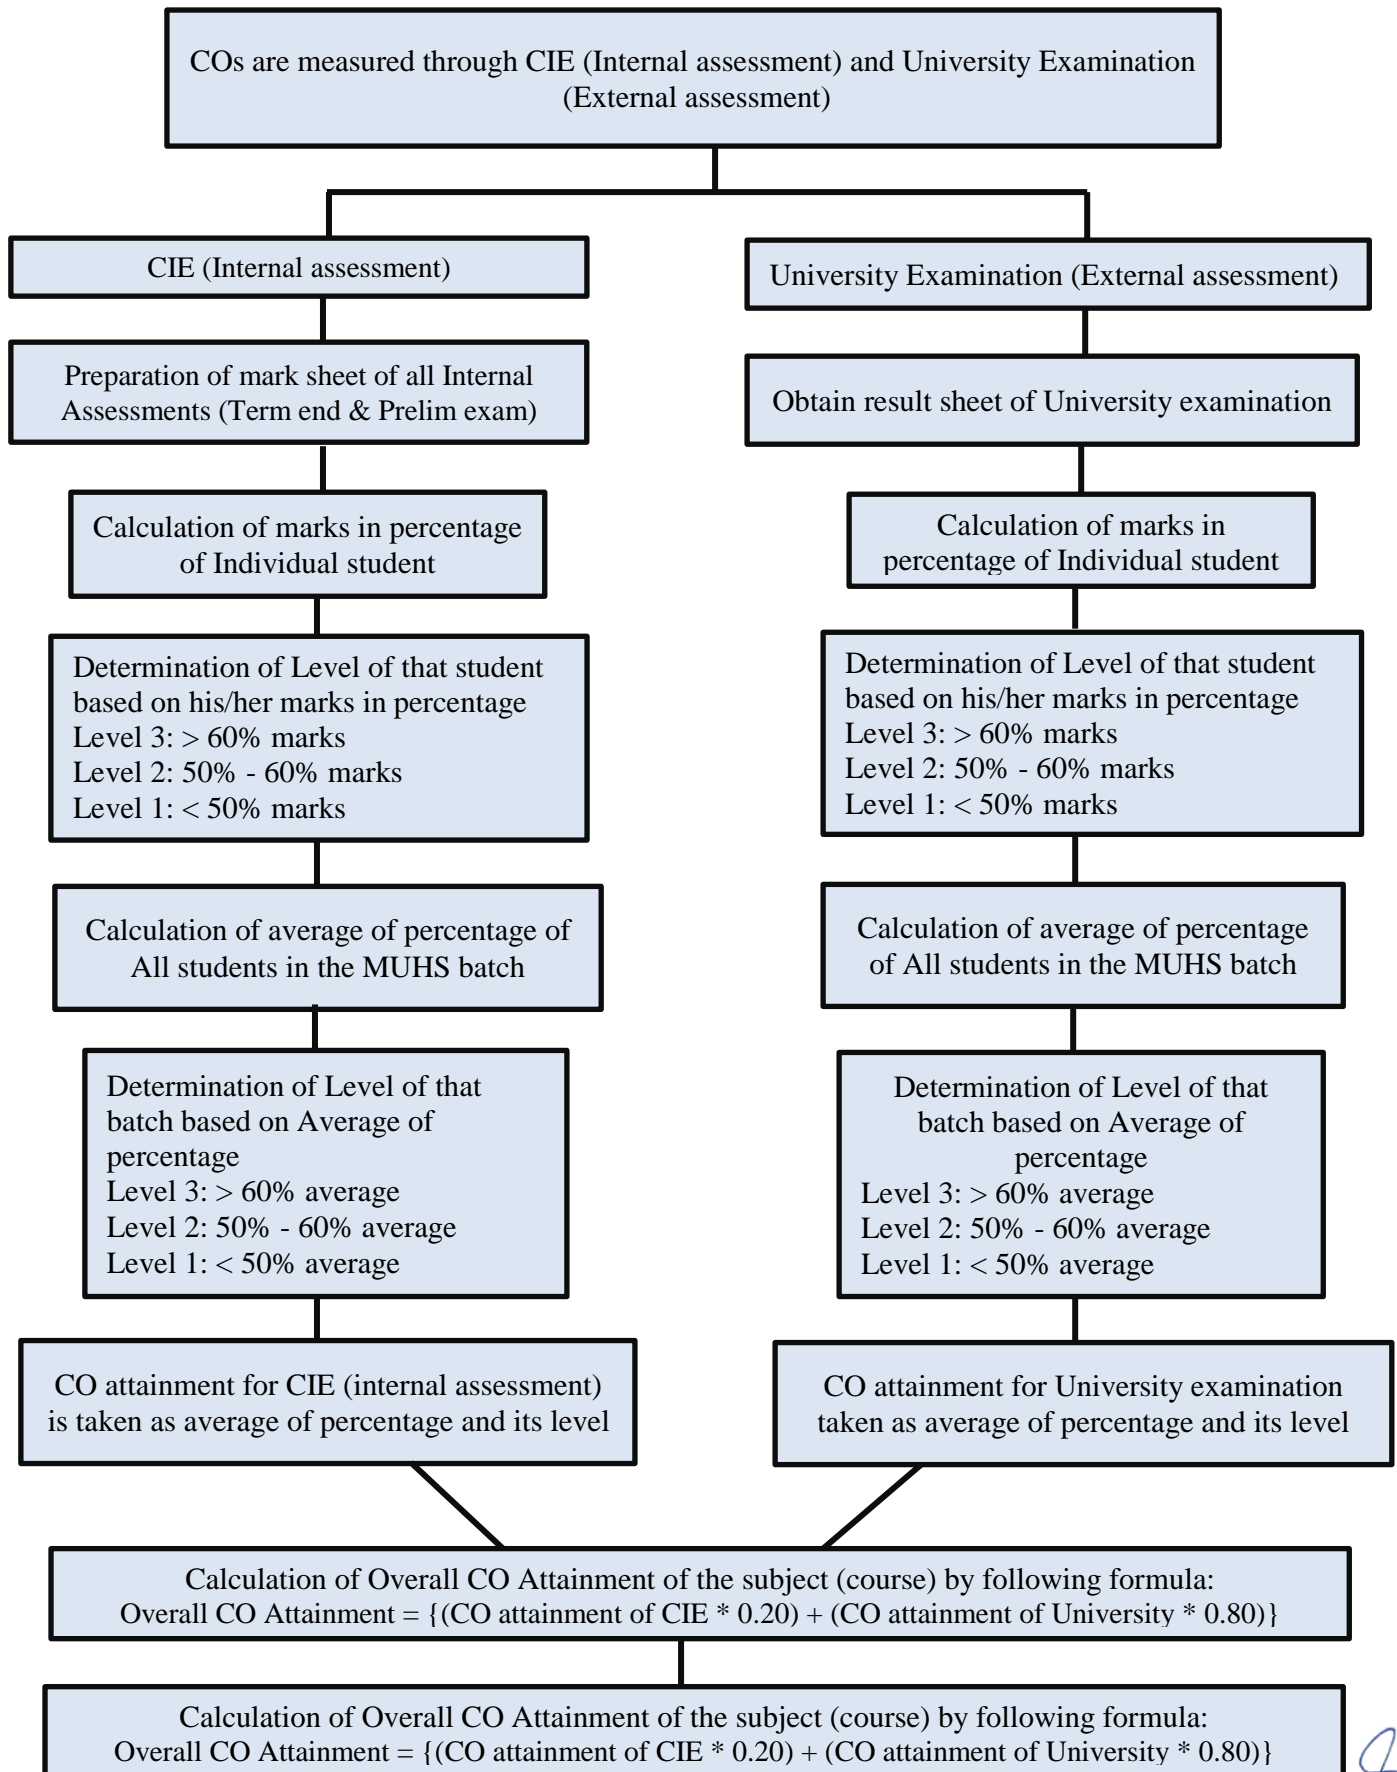 COs are measured through CIE (Internal assessment) and University Examination
(External assessment)
CIE (Internal assessment)
University Examination (External assessment)
Preparation of mark sheet of all Internal
Assessments (Term end & Prelim exam)
Obtain result sheet of University examination
Calculation of marks in percentage
of Individual student
Calculation of marks in
percentage of Individual student
Determination of Level of that student
based on his/her marks in percentage
Level 3: > 60% marks
Level 2: 50% - 60% marks
Level 1: < 50% marks
Determination of Level of that student
based on his/her marks in percentage
Level 3: > 60% marks
Level 2: 50% - 60% marks
Level 1: < 50% marks
Calculation of average of percentage of
All students in the MUHS batch
Calculation of average of percentage
of All students in the MUHS batch
Determination of Level of that
batch based on Average of
percentage
Level 3: > 60% average
Level 2: 50% - 60% average
Level 1: < 50% average
Determination of Level of that
batch based on Average of
percentage
Level 3: > 60% average
Level 2: 50% - 60% average
Level 1: < 50% average
CO attainment for CIE (internal assessment)
is taken as average of percentage and its level
CO attainment for University examination
taken as average of percentage and its level
Calculation of Overall CO Attainment of the subject (course) by following formula:
Overall CO Attainment = {(CO attainment of CIE * 0.20) + (CO attainment of University * 0.80)}
Calculation of Overall CO Attainment of the subject (course) by following formula:
Overall CO Attainment = {(CO attainment of CIE * 0.20) + (CO attainment of University * 0.80)}